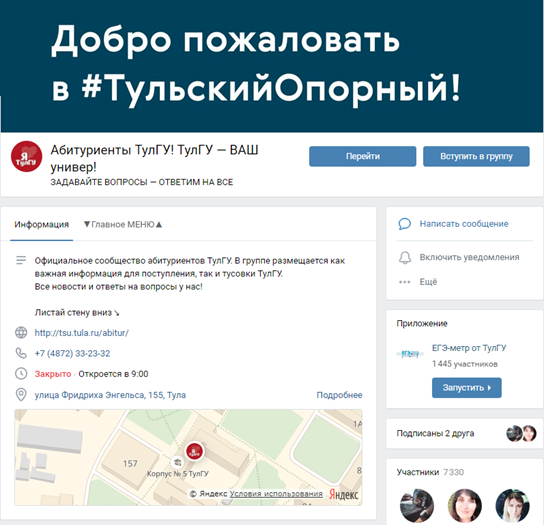 Добро пожаловать
в #ТульскийОпорный!
Я
ТулГУ
Абитуриенты ТулГУ! ТулГУ — ВАШ
универ!
ЗАДАВАЙТЕ ВОПРОСЫ — ОТВЕТИМ НА ВСЕ
Перейти
Вступить в группу
Информация
▼Главное МЕНЮ▲
Официальное сообщество абитуриентов ТулГУ. В группе размещается как
важная информация для поступления, так и тусовки ТулГУ.
Все новости и ответы на вопросы у нас!
Листай стену вниз ↘
http://tsu.tula.ru/abitur/
+7 (4872) 33-23-32
Закрыто · Откроется в 9:00
улица Фридриха Энгельса, 155, Тула
Подробнее
1А
157
Корпус № 5 ТулГУ
155
© Яндекс Условия использования Яндекс
Написать сообщение
Включить уведомления
Ещё
Приложение
ЕГЭ-метр от ТулГУ
1 445 участников
Запустить
Подписаны 2 друга
Участники 7 330